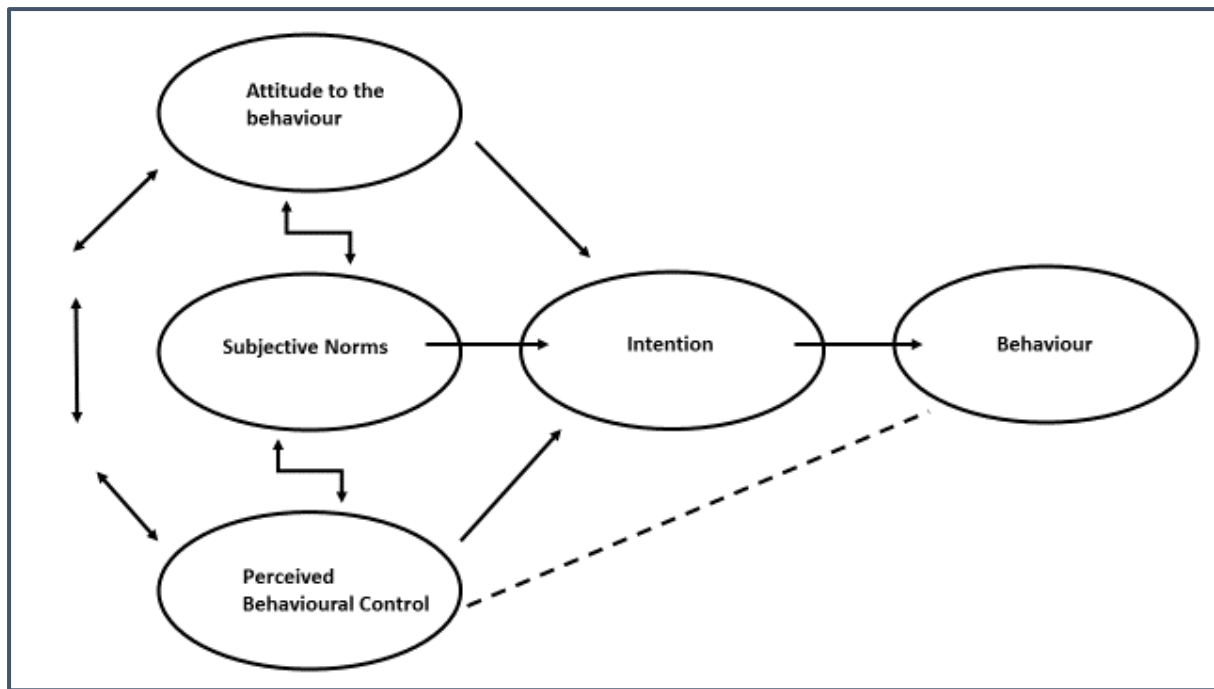 Attitude to the
behaviour
Subjective Norms
Intention
Behaviour
Perceived
Behavioural Control